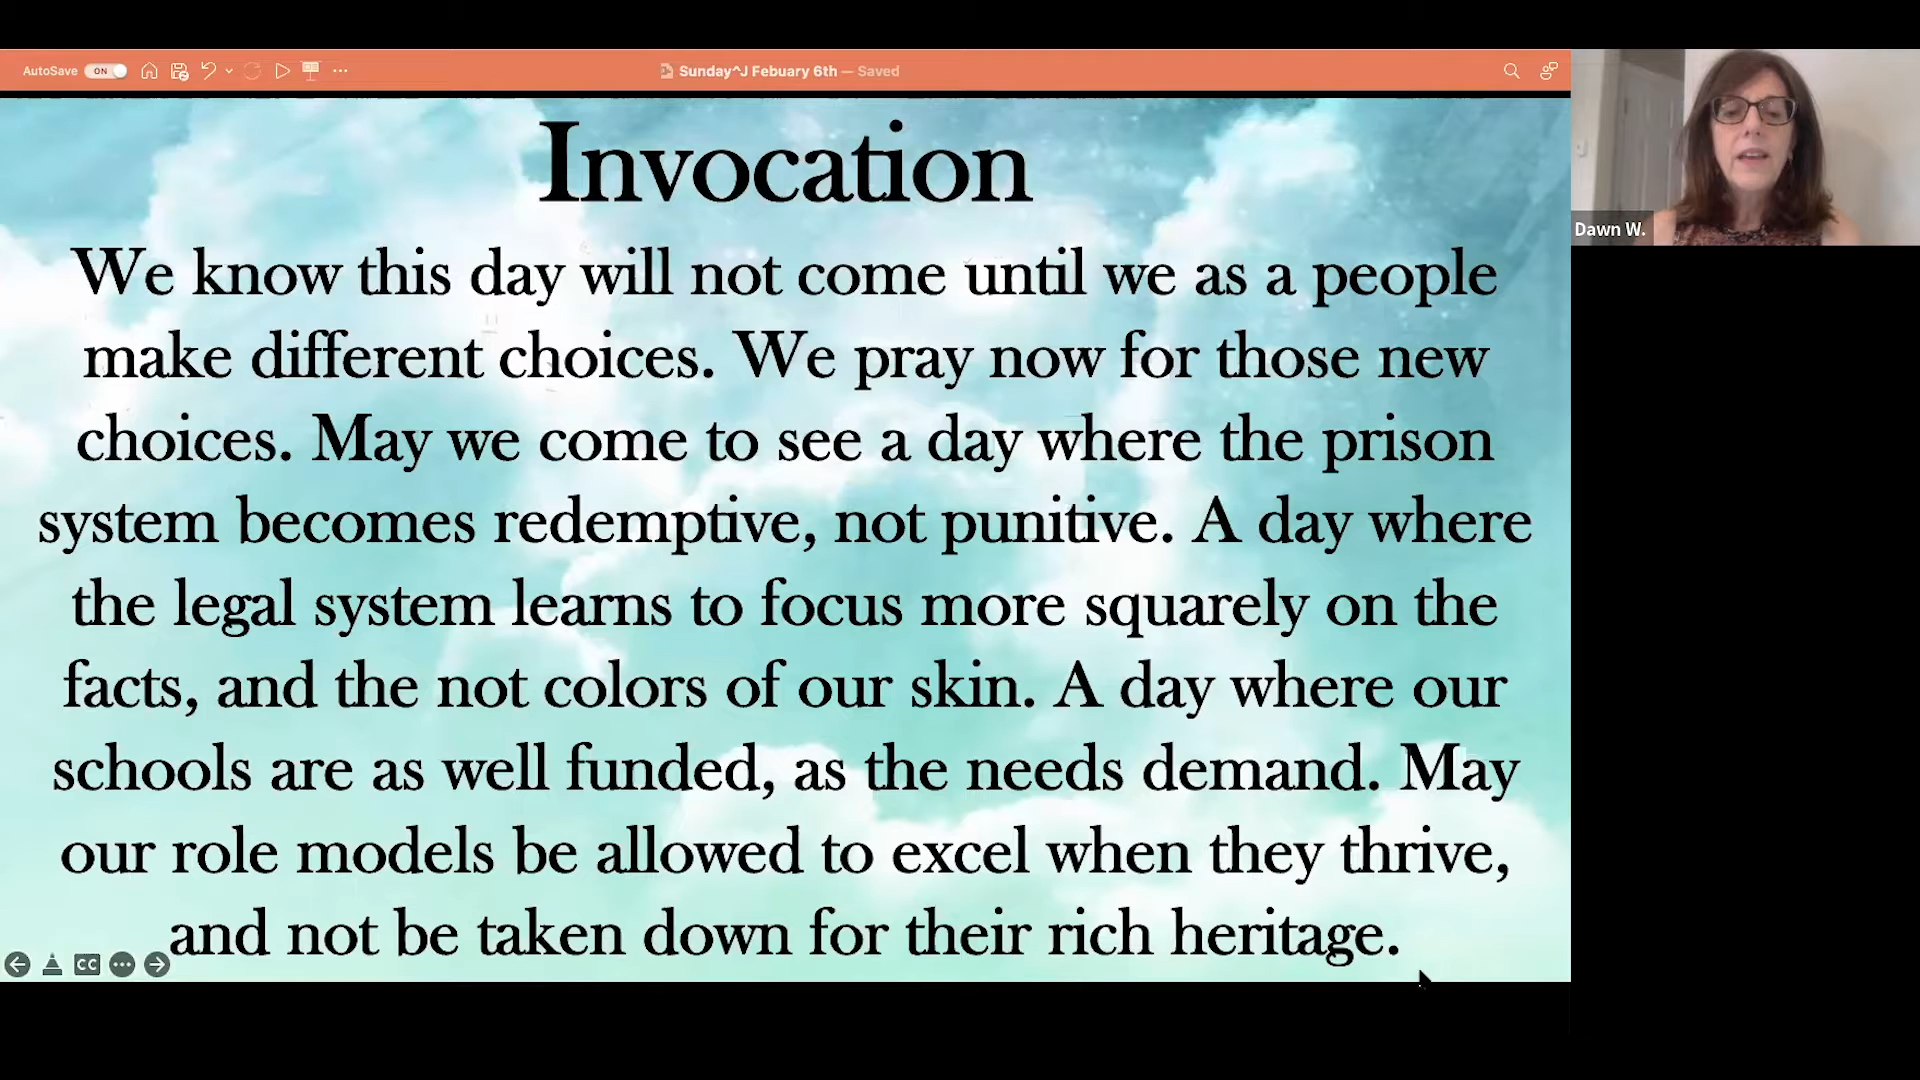 AutoSave ON
Sunday^J Febuary 6th — Saved
Invocation
We know this day will not come until we as a people
make different choices. We pray now for those new
choices. May we come to see a day where the prison
system becomes redemptive, not punitive. A day where
the legal system learns to focus more squarely on the
facts, and the not colors of our skin. A day where our
schools are as well funded, as the needs demand. May
our role models be allowed to excel when they thrive,
and not be taken down for their rich heritage.
CC
Dawn W.